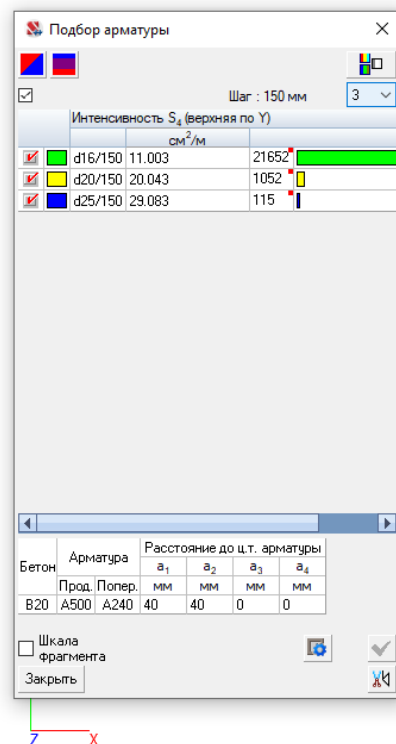 Подбор арматуры
Шаг : 150 мм
3
Интенсивность S4 (верхняя по Y)
см2/м
d16/150 11.003 21652
d20/150 20.043 1052
d25/150 29.083 115
Бетон Арматура Расстояние до ц.т. арматуры
a1 a2 a3 a4
Прод. Попер. мм мм мм мм
B20 A500 A240 40 40 0 0
Шкала
фрагмента
Закрыть
Z X